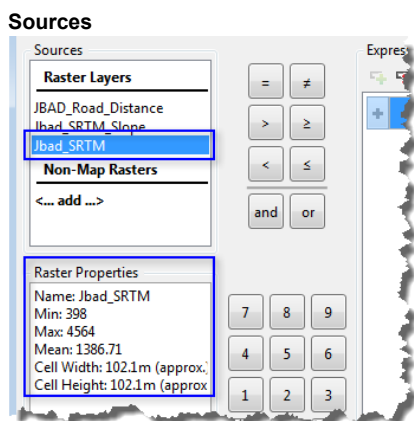 Sources
Sources
Raster Layers
JBAD_Road_Distance
Jbad_SRTM_Slope
Jbad_SRTM
Non-Map Rasters
<... add ...>
Raster Properties
Name: Jbad_SRTM
Min: 398
Max: 4564
Mean: 1386.71
Cell Width: 102.1m (approx.)
Cell Height: 102.1m (approx
= ≠
> ≥
< ≤
and or
7 8 9
4 5 6
1 2 3
Expres
+